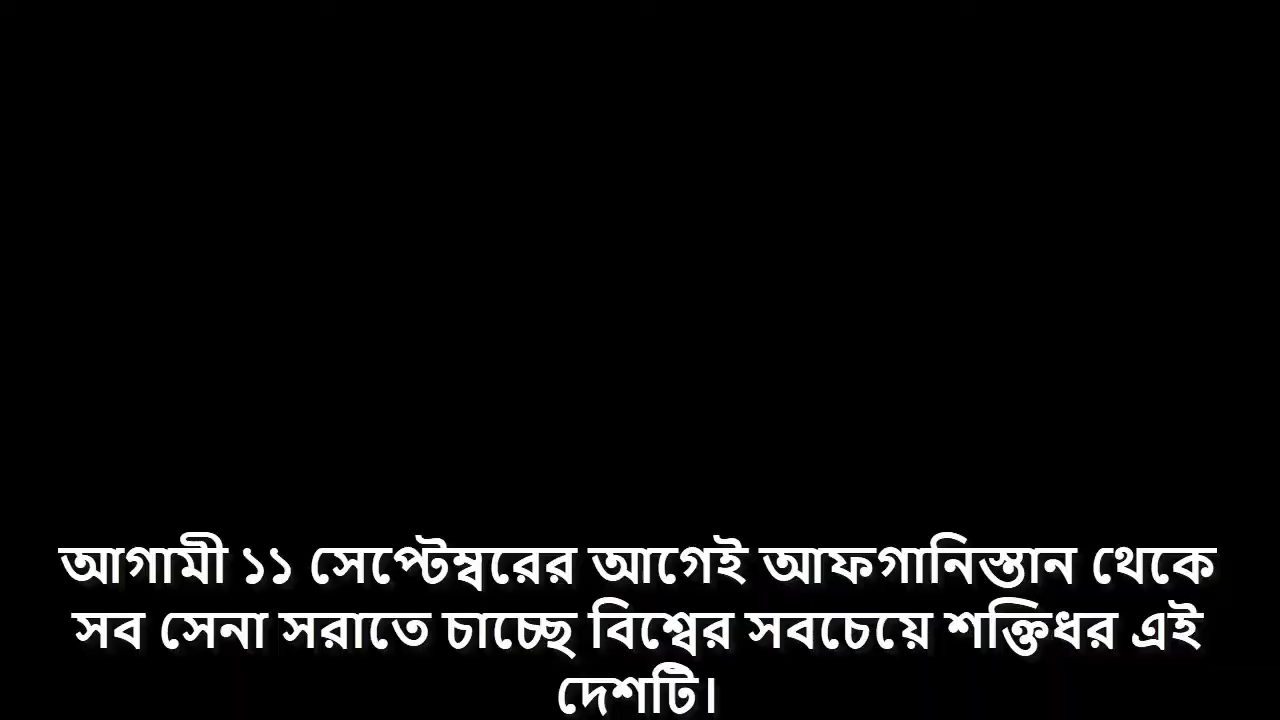 আগামী ১১ সেপ্টেম্বরের আগেই আফগানিস্তান থেকে
সব সেনা সরাতে চাচ্ছে বিশ্বের সবচেয়ে শক্তিধর এই
দেশটি।